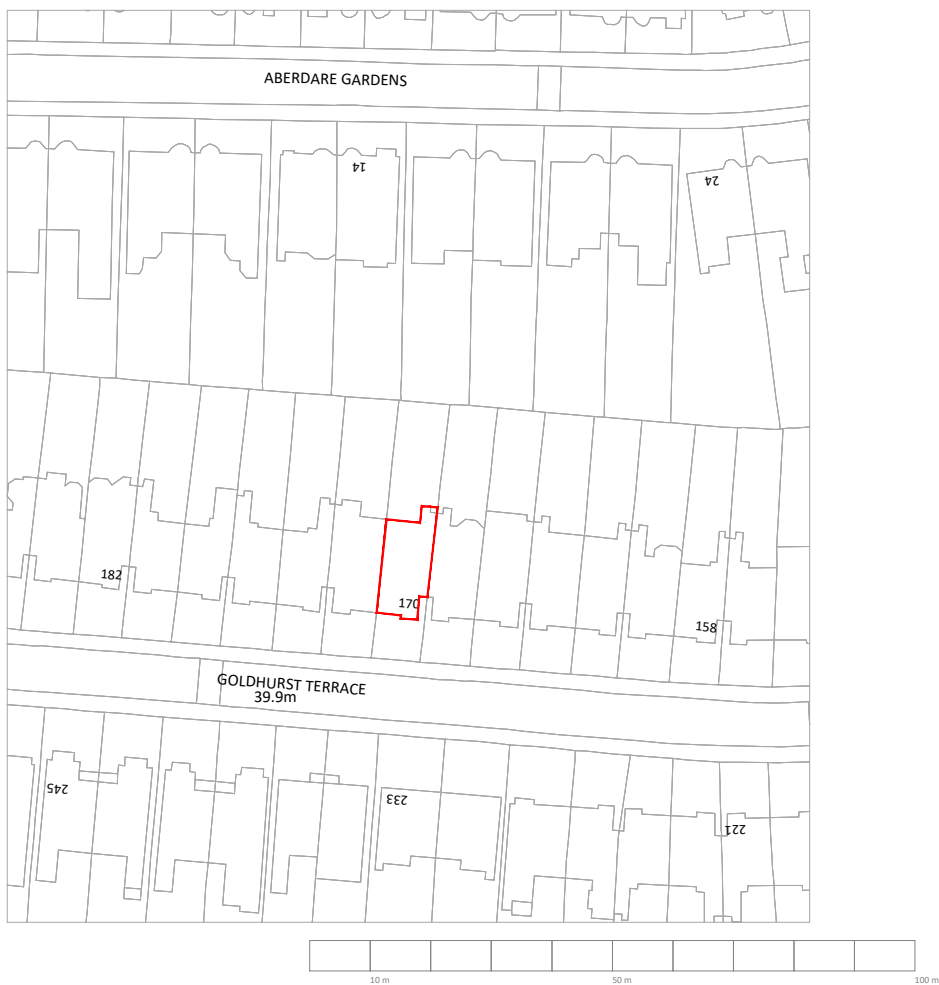 ABERDARE GARDENS
14
24
182
170
158
GOLDHURST TERRACE
39.9m
245
233
221
10 m
50 m
100 m